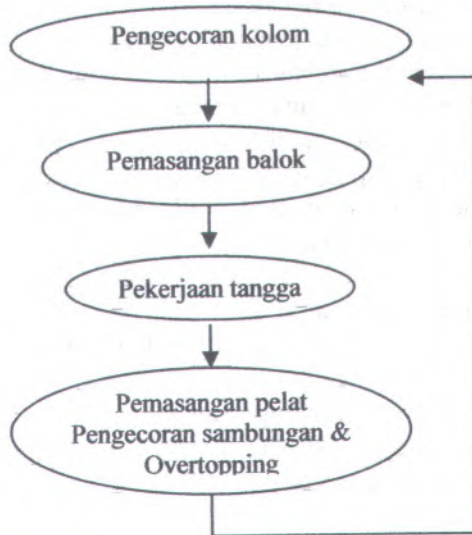 Pengecoran kolom
Pemasangan balok
Pekerjaan tangga
Pemasangan pelat
Pengecoran sambungan &
Overtopping